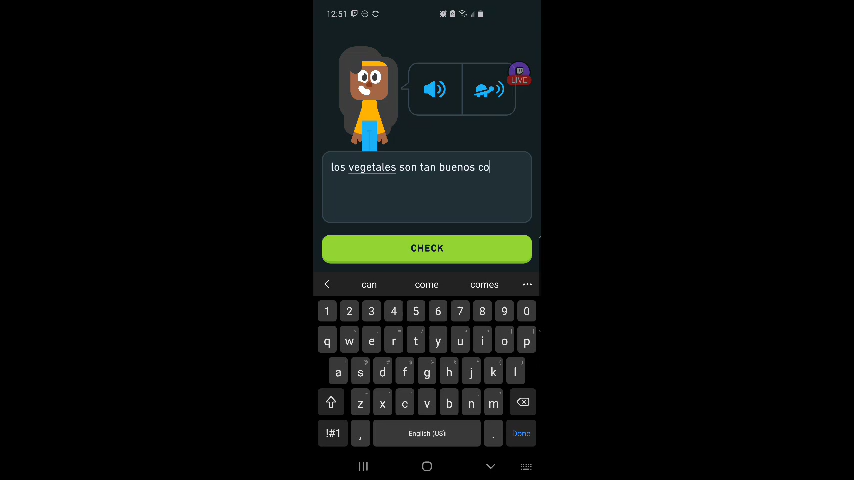 12:51
LIVE
los vegetales son tan buenos co
CHECK
can come comes
1 2 3 4 5 6 7 8 9 0
q w e r t y u i o p
a s d f g h j k l
z x c v b n m
!#1 , English (US) . Done